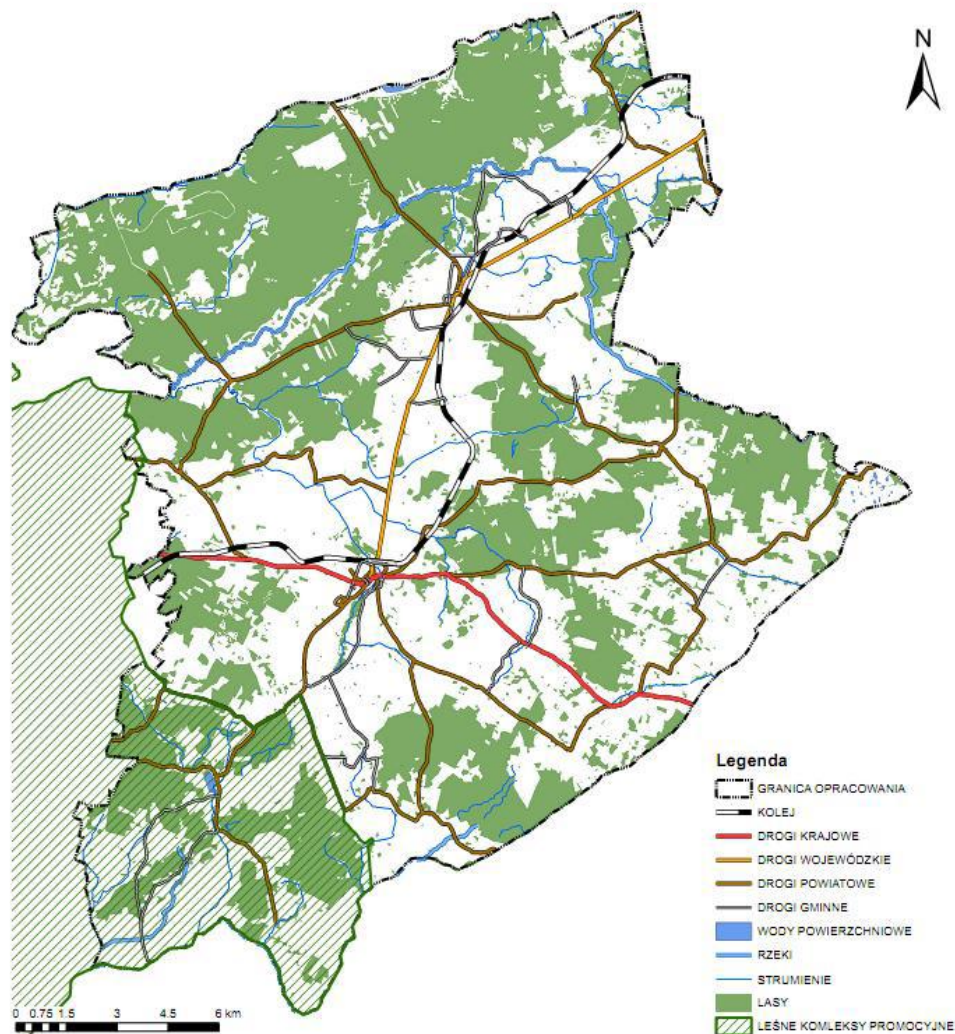 N
Legenda
GRANICA OPRACOWANIA
KOLEJ
DROGI KRAJOWE
DROGI WOJEWÓDZKIE
DROGI POWIATOWE
DROGI GMINNE
WODY POWIERZCHNIOWE
RZEKI
STRUMIENIE
LASY
LEŚNE KOMLEKSY PROMOCYJNE
0 0.75 1.5 3 4.5 6 km